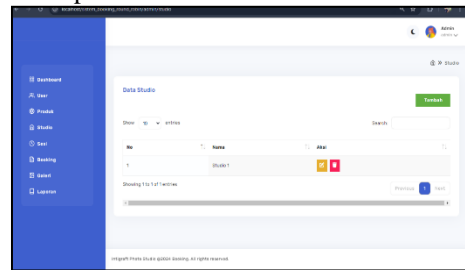 Admin
Studio
Dashboard
User
Produk
Studio
Sesi
Booking
Galeri
Laporan
Data Studio
Tambah
Show 10 entries
Search:
No Nama Aksi
1 Studio 1
Showing 1 to 1 of 1 entries
Previous 1 Next
Photo Studio Booking. All rights reserved.